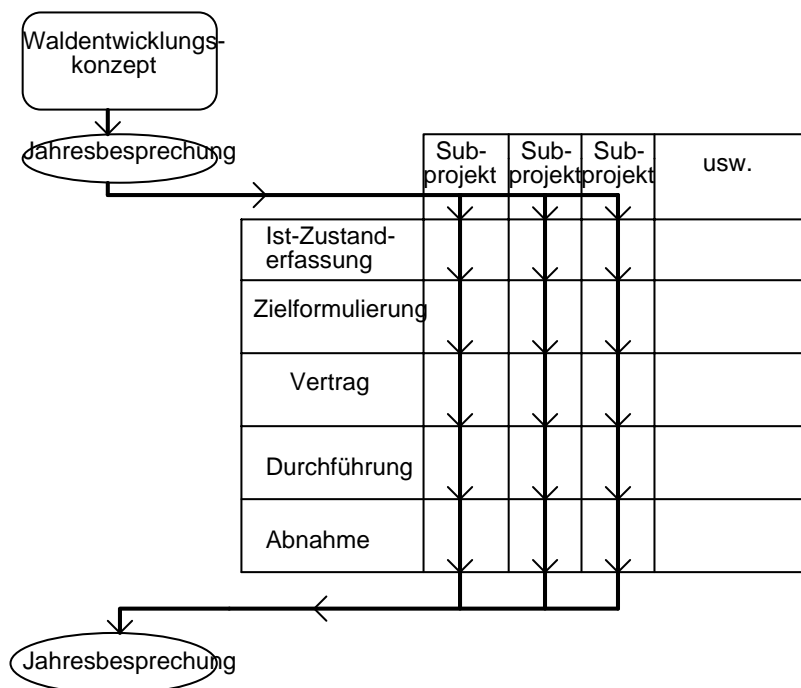 Waldentwicklungs-
konzept
Jahresbesprechung
Sub-
projekt
Sub-
projekt
Sub-
projekt
usw.
Ist-Zustand-
erfassung
Zielformulierung
Vertrag
Durchführung
Abnahme
Jahresbesprechung